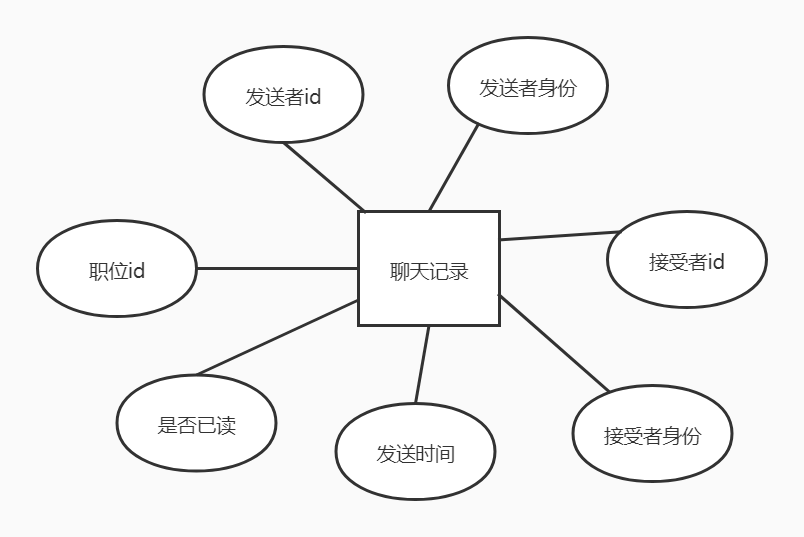 发送者身份
发送者id
接受者id
职位id
聊天记录
是否已读
发送时间
接受者身份